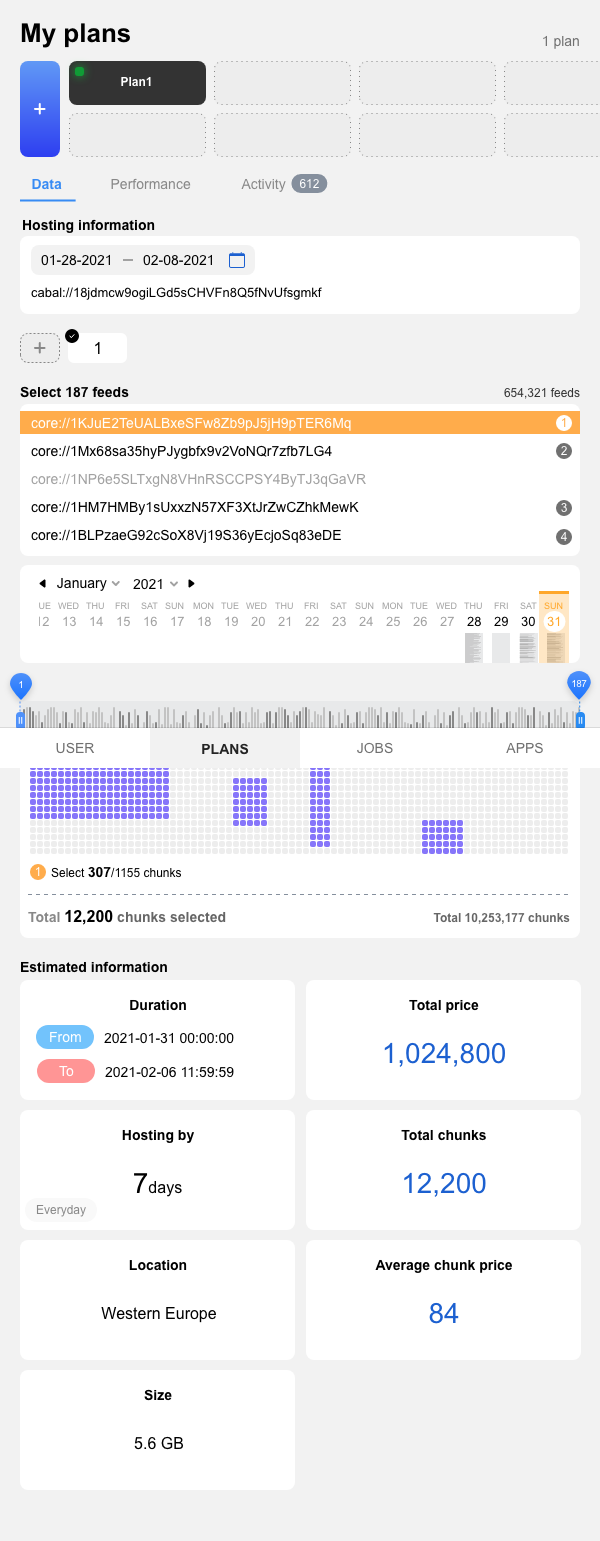 My plans
1 plan
+
Plan1
Data
Performance
Activity 612
Hosting information
01-28-2021 — 02-08-2021
cabal://18jdmcw9ogiLGd5sCHVFn8Q5fNvUfsgmkf
+
1
Select 187 feeds
654,321 feeds
core://1KJuE2TeUALBxeSFw8Zb9pJ5jH9pTER6Mq 1
core://1Mx68sa35hyPJygbfx9v2VoNQr7zfb7LG4 2
core://1NP6e5SLTxgN8VHnRSCCPSY4ByTJ3qGaVR
core://1HM7HMBy1sUxxzN57XF3XtJrZwCZhkMewK 3
core://1BLPzaeG92cSoX8Vj19S36yEcjoSq83eDE 4
January 2021
UE WED THU FRI SAT SUN MON TUE WED THU FRI SAT SUN MON TUE WED THU FRI SAT SUN
12 13 14 15 16 17 18 19 20 21 22 23 24 25 26 27 28 29 30 31
1
187
USER PLANS JOBS APPS
1 Select 307/1155 chunks
Total 12,200 chunks selected
Total 10,253,177 chunks
Estimated information
Duration
From 2021-01-31 00:00:00
To 2021-02-06 11:59:59
Total price
1,024,800
Hosting by
7days
Everyday
Total chunks
12,200
Location
Western Europe
Average chunk price
84
Size
5.6 GB